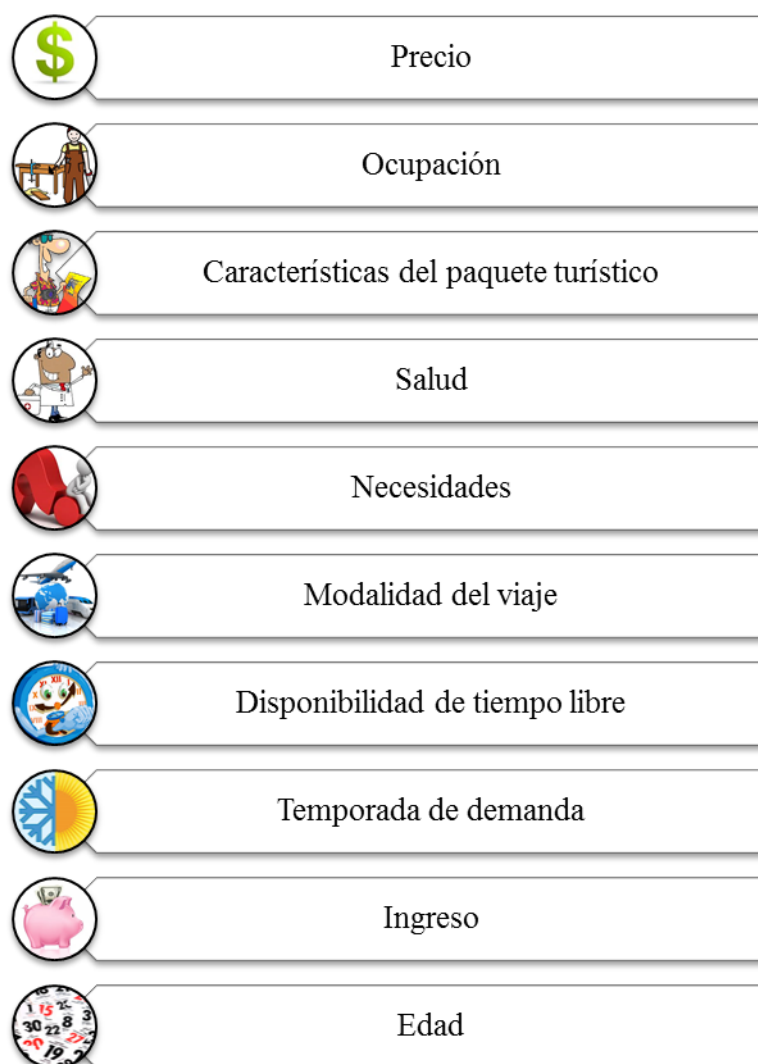 Precio
Ocupación
Características del paquete turístico
Salud
Necesidades
Modalidad del viaje
Disponibilidad de tiempo libre
Temporada de demanda
Ingreso
Edad